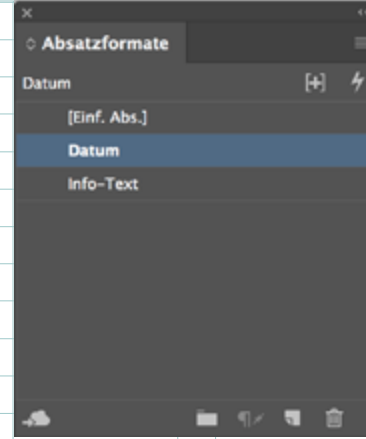 Absatzformate
Datum
[Einf. Abs.]
Datum
Info-Text